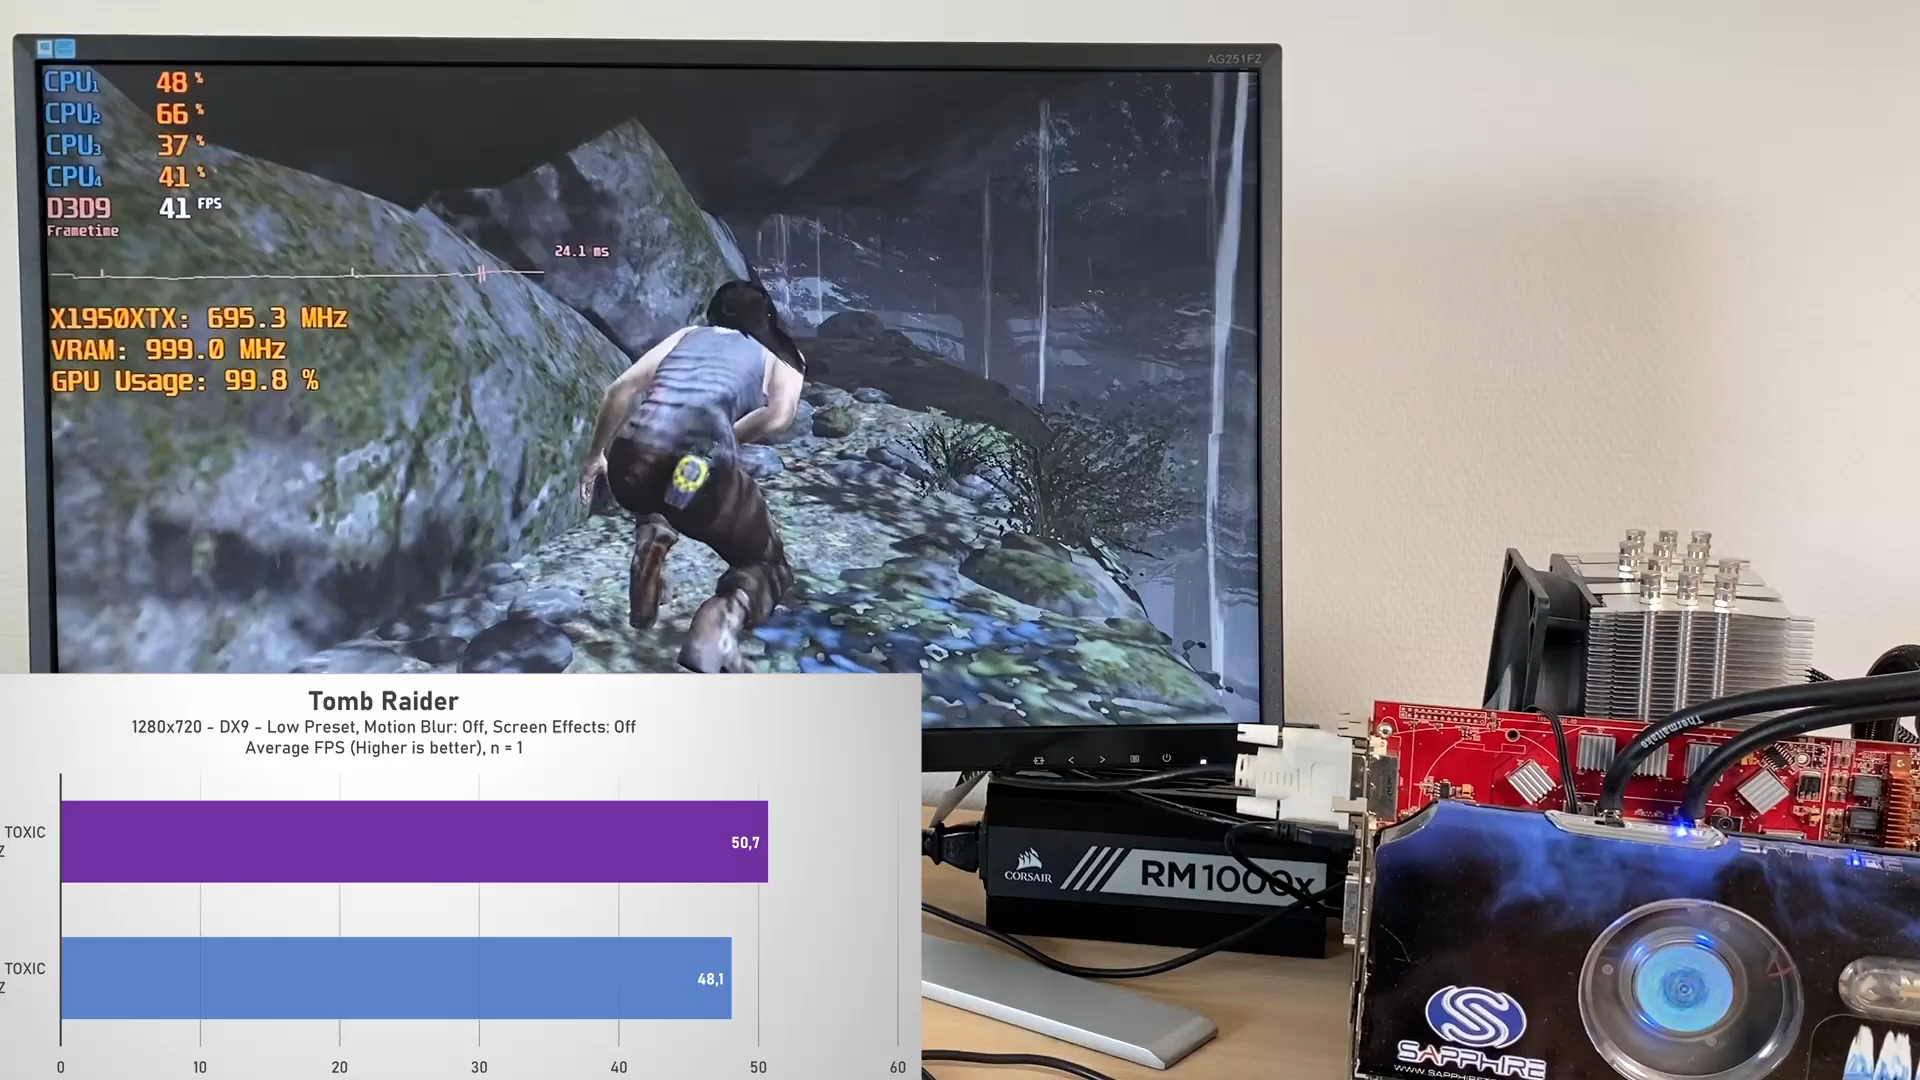 AG251FZ
CPU1 48 %
CPU2 66 %
CPU3 37 %
CPU4 41 %
D3D9 41 FPS
Frametime
24.1 ms
X1950XTX: 695.3 MHz
VRAM: 999.0 MHz
GPU Usage: 99.8 %
Tomb Raider
1280x720 - DX9 - Low Preset, Motion Blur: Off, Screen Effects: Off
Average FPS (Higher is better), n = 1
TOXIC
Z
50,7
TOXIC
Z
48,1
0 10 20 30 40 50 60
Thermaltake
CORSAIR
RM1000x
SAPPHIRE
SAPPHIRE